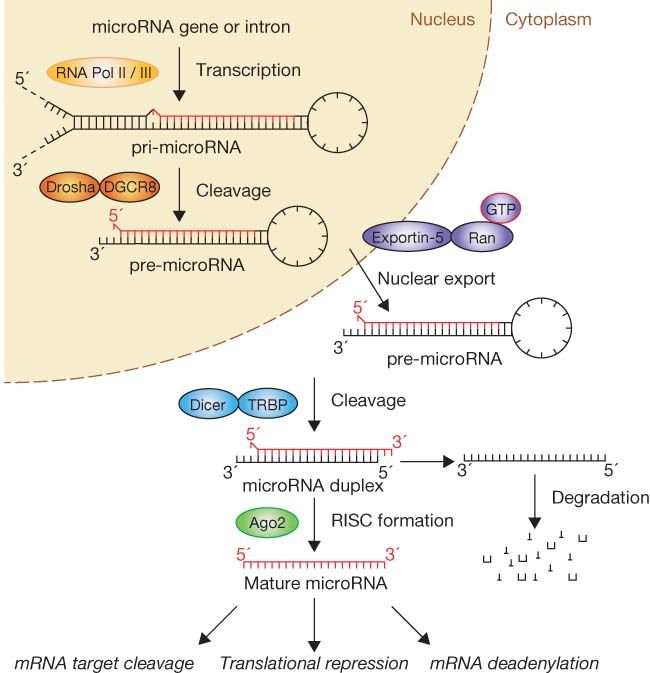 Nucleus
Cytoplasm
microRNA gene or intron
RNA Pol II / III
Transcription
5′
3′
pri-microRNA
Drosha
DGCR8
Cleavage
5′
3′
pre-microRNA
GTP
Exportin-5
Ran
Nuclear export
5′
3′
pre-microRNA
Dicer
TRBP
Cleavage
5′
3′
3′
5′
microRNA duplex
3′
5′
Degradation
Ago2
RISC formation
5′
3′
Mature microRNA
mRNA target cleavage
Translational repression
mRNA deadenylation